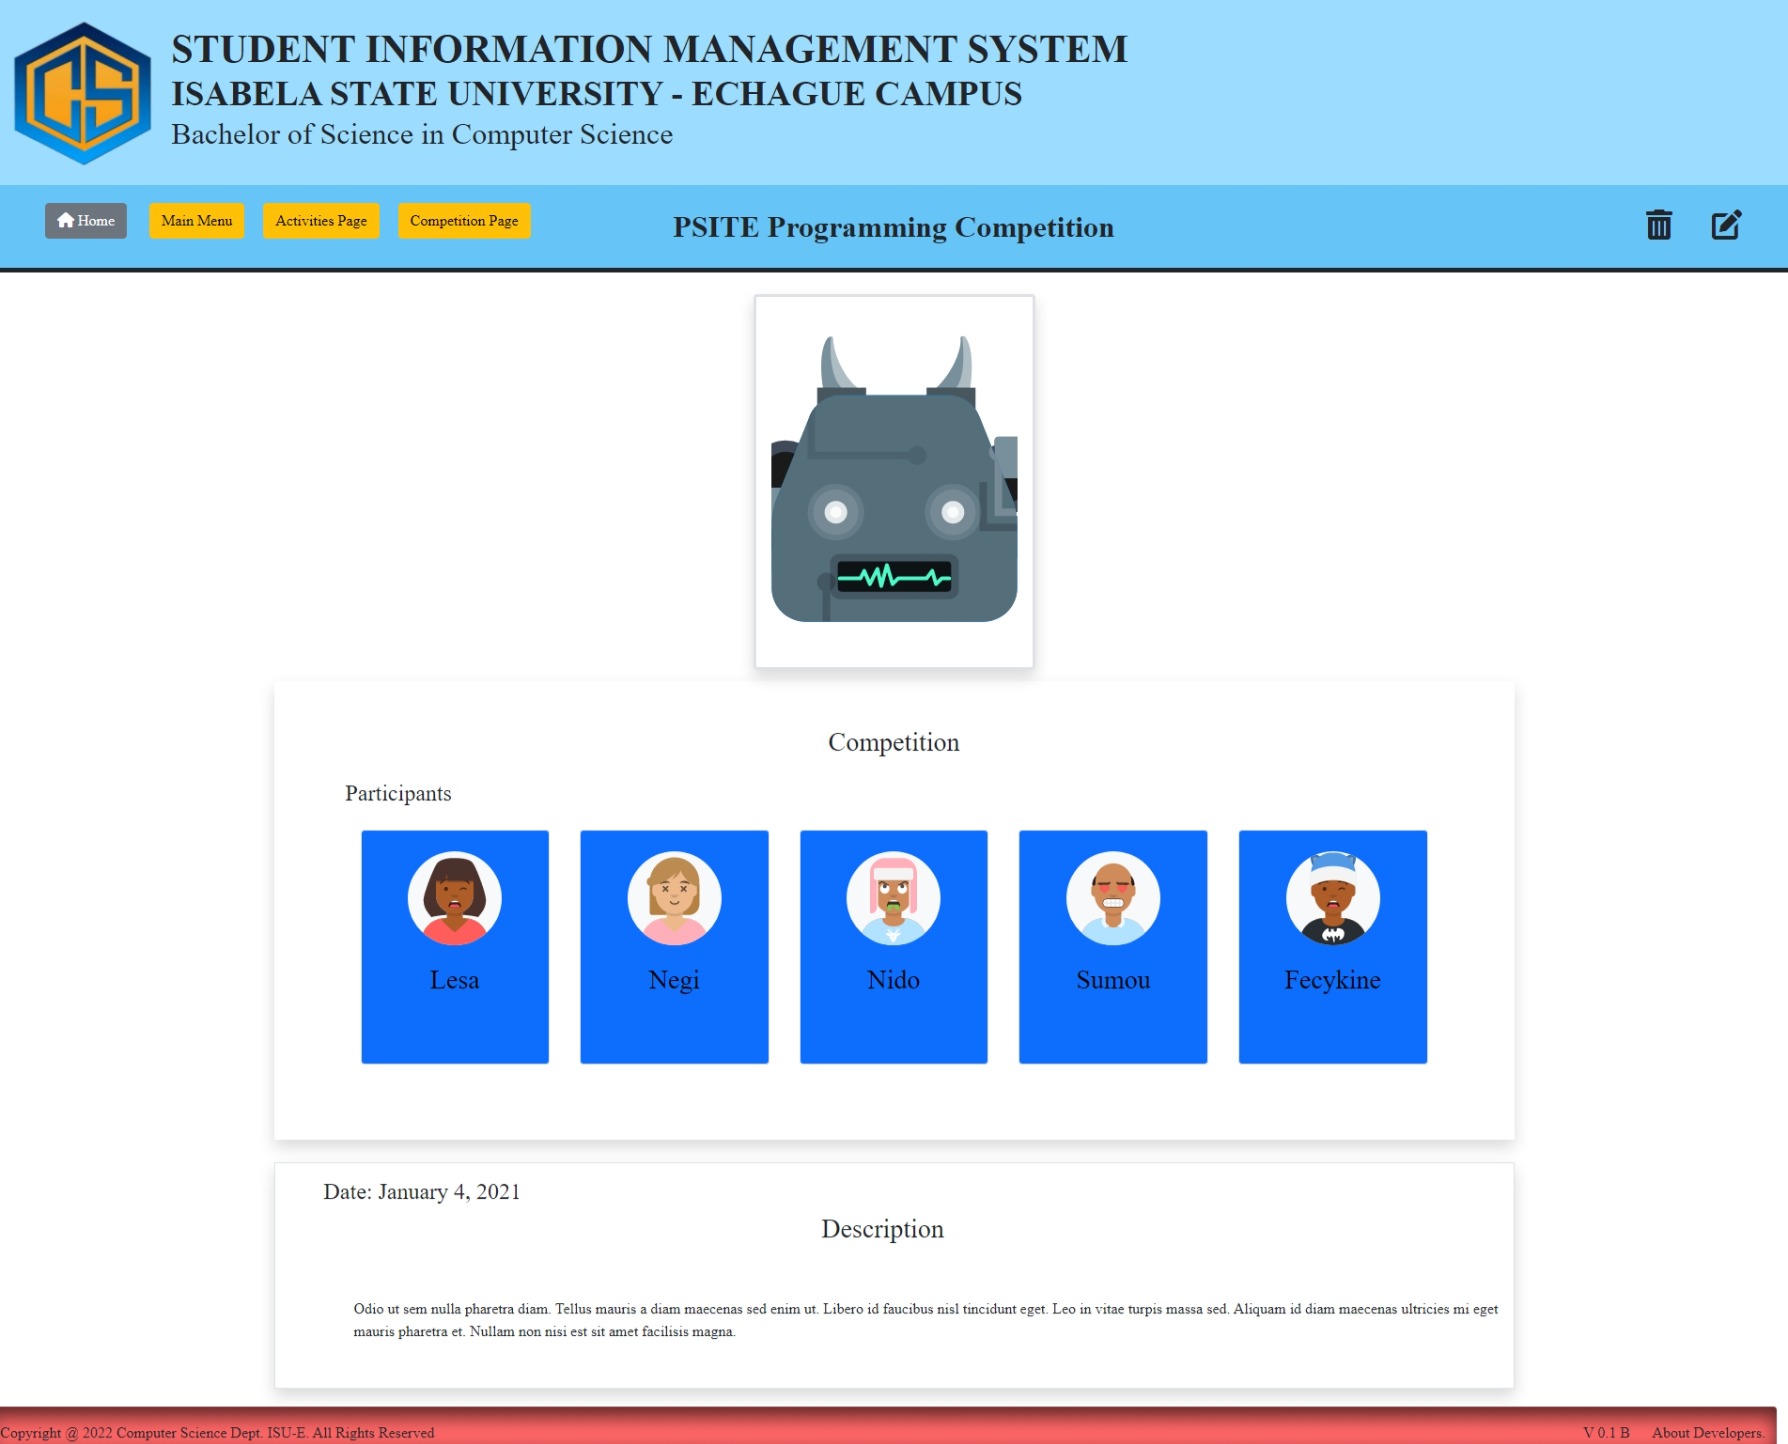 CS
STUDENT INFORMATION MANAGEMENT SYSTEM
ISABELA STATE UNIVERSITY - ECHAGUE CAMPUS
Bachelor of Science in Computer Science
Home
Main Menu
Activities Page
Competition Page
PSITE Programming Competition
Competition
Participants
Lesa
Negi
Nido
Sumou
Fecykine
Date: January 4, 2021
Description
Odio ut sem nulla pharetra diam. Tellus mauris a diam maecenas sed enim ut. Libero id faucibus nisl tincidunt eget. Leo in vitae turpis massa sed. Aliquam id diam maecenas ultricies mi eget
mauris pharetra et. Nullam non nisi est sit amet facilisis magna.
Copyright @ 2022 Computer Science Dept. ISU-E. All Rights Reserved
V 0.1 B
About Developers.